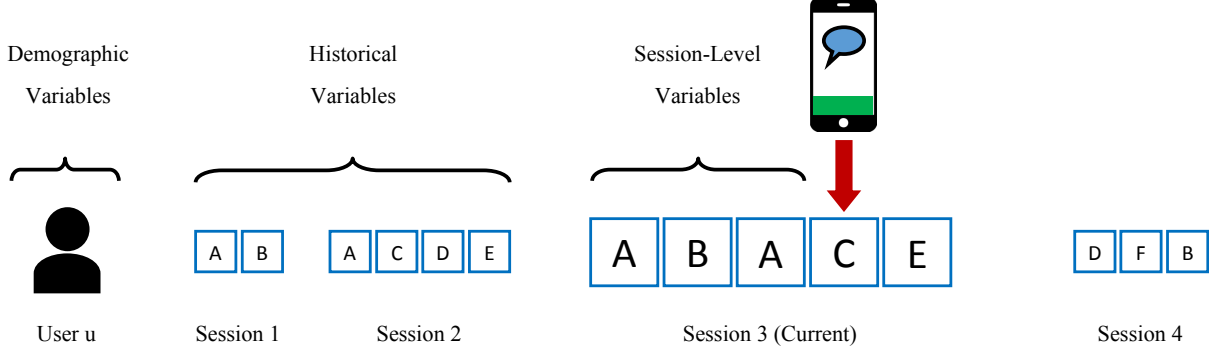 Demographic
Variables
Historical
Variables
Session-Level
Variables
A B
A C D E
A B A C E
D F B
User u
Session 1
Session 2
Session 3 (Current)
Session 4